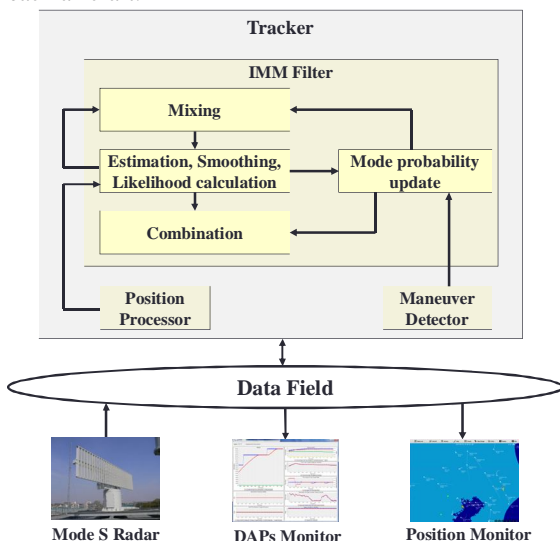 Tracker
IMM Filter
Mixing
Estimation, Smoothing,
Likelihood calculation
Mode probability
update
Combination
Position
Processor
Maneuver
Detector
Data Field
Mode S Radar
DAPs Monitor
Position Monitor